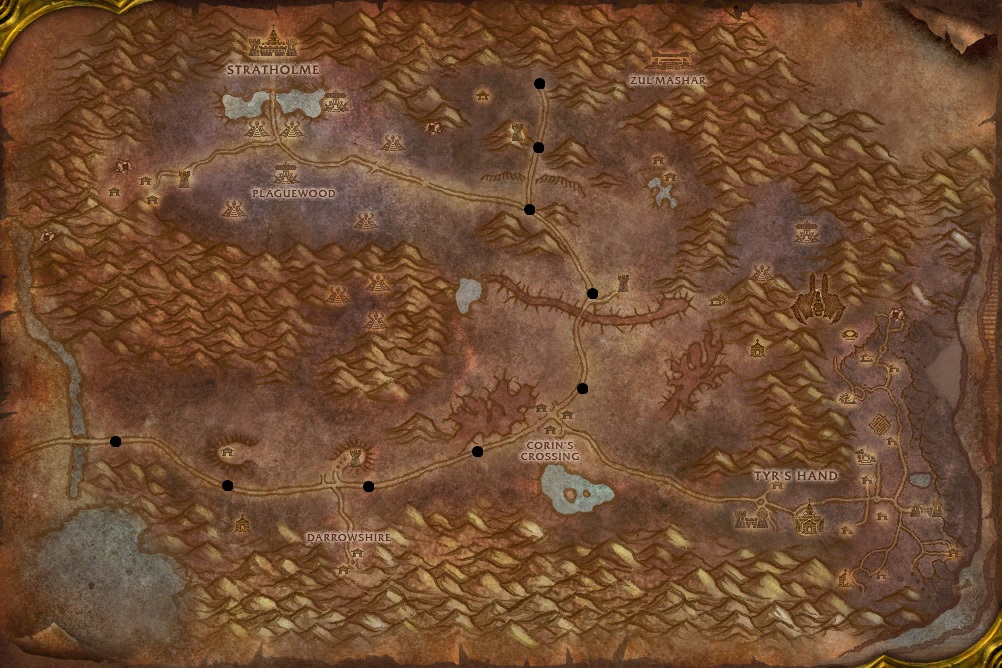 STRATHOLME
ZUL'MASHAR
PLAGUEWOOD
CORIN'S
CROSSING
TYR'S HAND
DARROWSHIRE